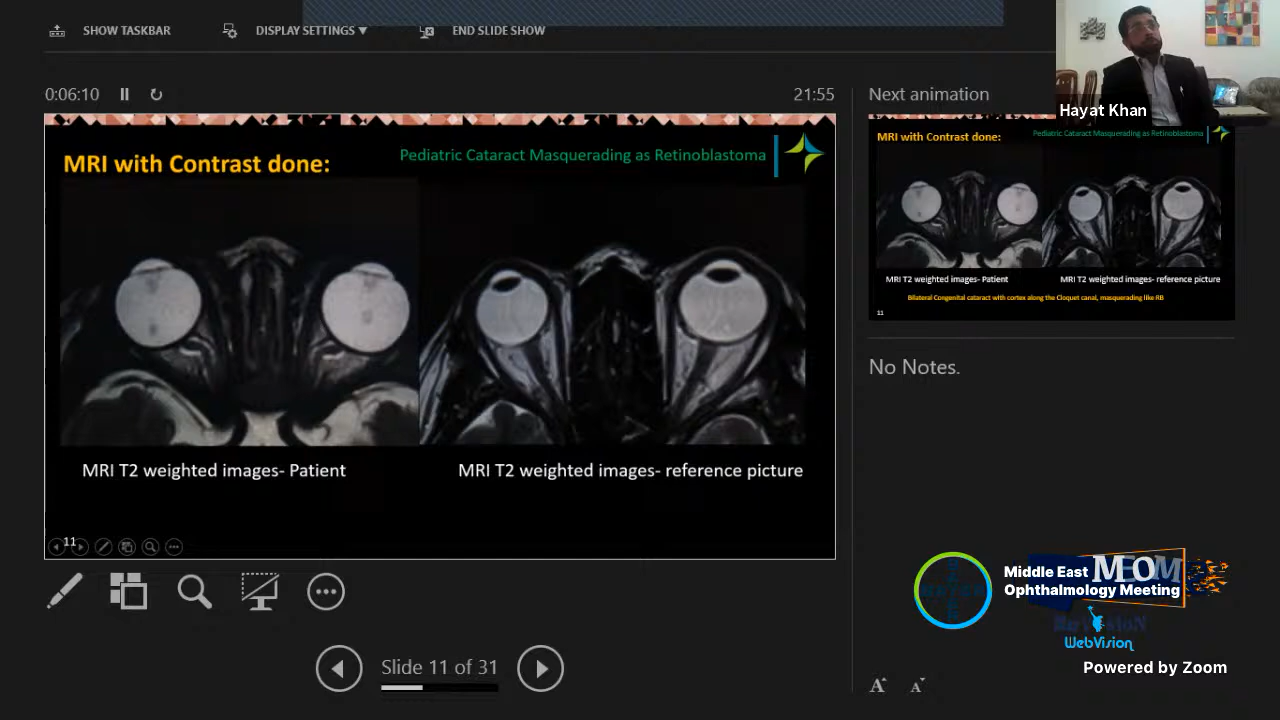 SHOW TASKBAR
DISPLAY SETTINGS ▼
END SLIDE SHOW
Hayat Khan
0:06:10
21:55
MRI with Contrast done:
Pediatric Cataract Masquerading as Retinoblastoma
MRI T2 weighted images- Patient
MRI T2 weighted images- reference picture
11
Slide 11 of 31
Next animation
MRI with Contrast done:
Pediatric Cataract Masquerading as Retinoblastoma
MRI T2 weighted images- Patient
MRI T2 weighted images- reference picture
Bilateral Congenital cataract with cortex along the Cloquet canal, masquerading like RB
11
No Notes.
Middle East MEOM
Ophthalmology Meeting
WebVision
Powered by Zoom
A A